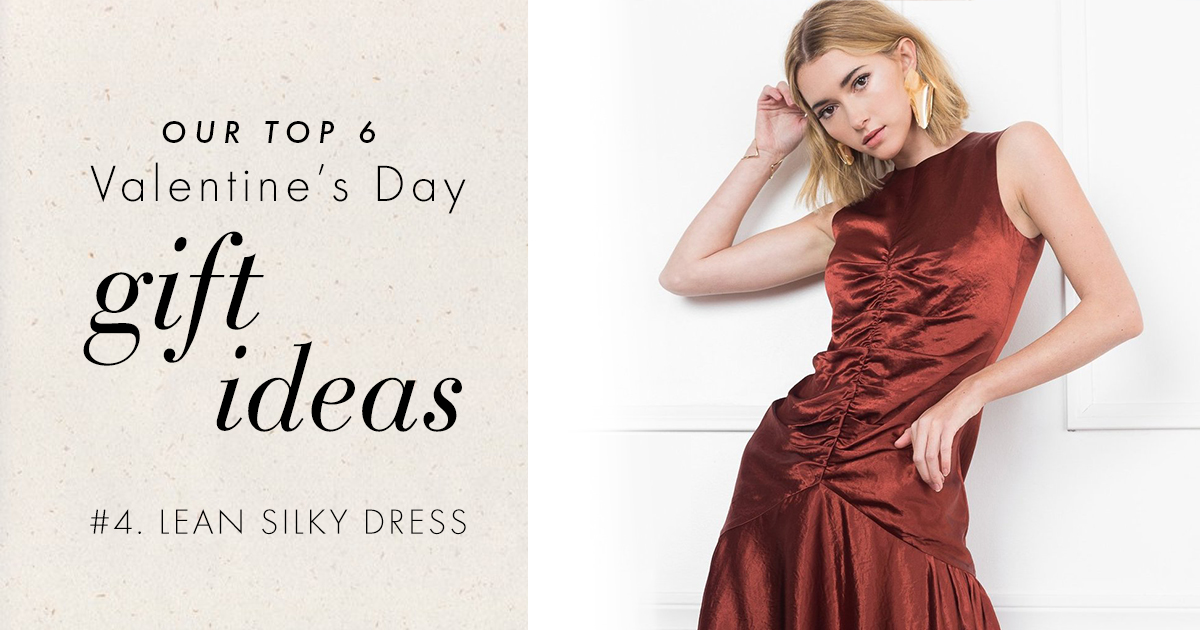 OUR TOP 6
Valentine's Day
gift
ideas
#4. LEAN SILKY DRESS